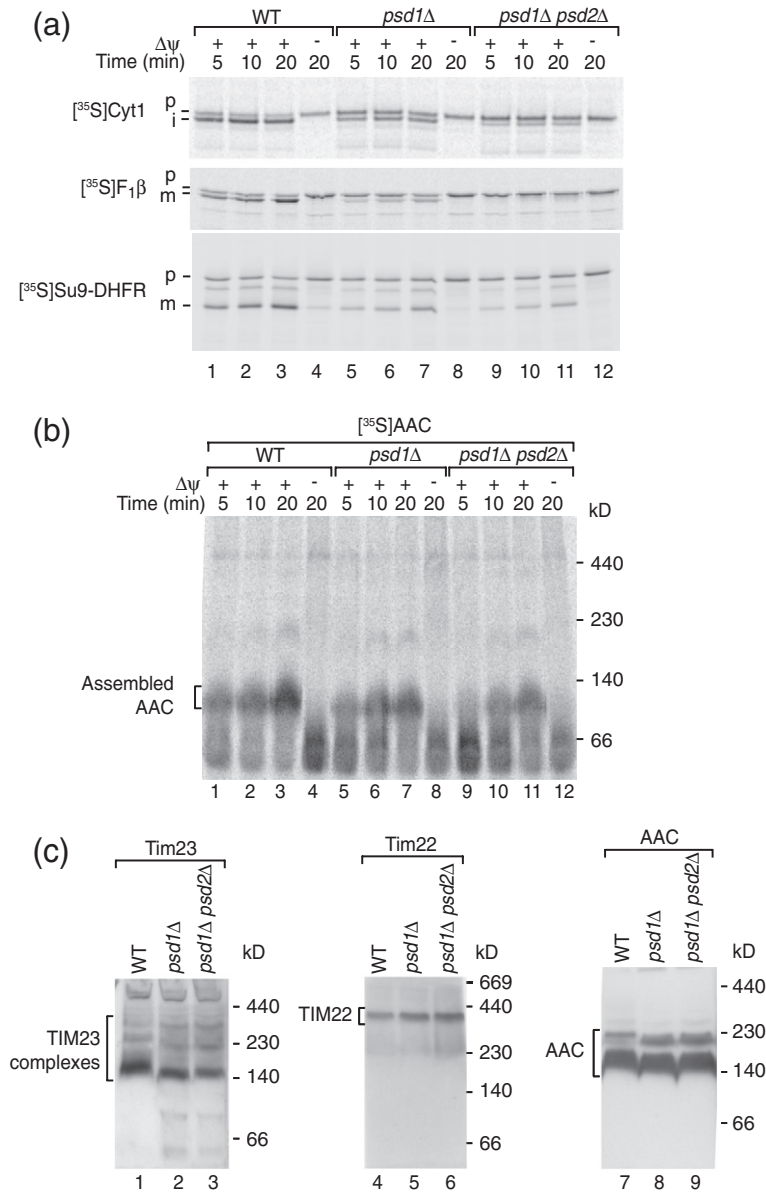 (a)
WT psd1Δ psd1Δ psd2Δ
Δψ + + + - + + + - + + + -
Time (min) 5 10 20 20 5 10 20 20 5 10 20 20
[³⁵S]Cyt1
p
i
[³⁵S]F₁β
p
m
[³⁵S]Su9-DHFR
p
m
1 2 3 4 5 6 7 8 9 10 11 12
(b)
[³⁵S]AAC
WT psd1Δ psd1Δ psd2Δ
Δψ + + + - + + + - + + + -
Time (min) 5 10 20 20 5 10 20 20 5 10 20 20
kD
440
230
140
66
Assembled
AAC
1 2 3 4 5 6 7 8 9 10 11 12
(c)
Tim23
WT psd1Δ psd1Δ psd2Δ
kD
440
230
140
66
TIM23
complexes
1 2 3
Tim22
WT psd1Δ psd1Δ psd2Δ
kD
669
440
230
140
66
TIM22
4 5 6
AAC
WT psd1Δ psd1Δ psd2Δ
kD
440
230
140
66
AAC
7 8 9